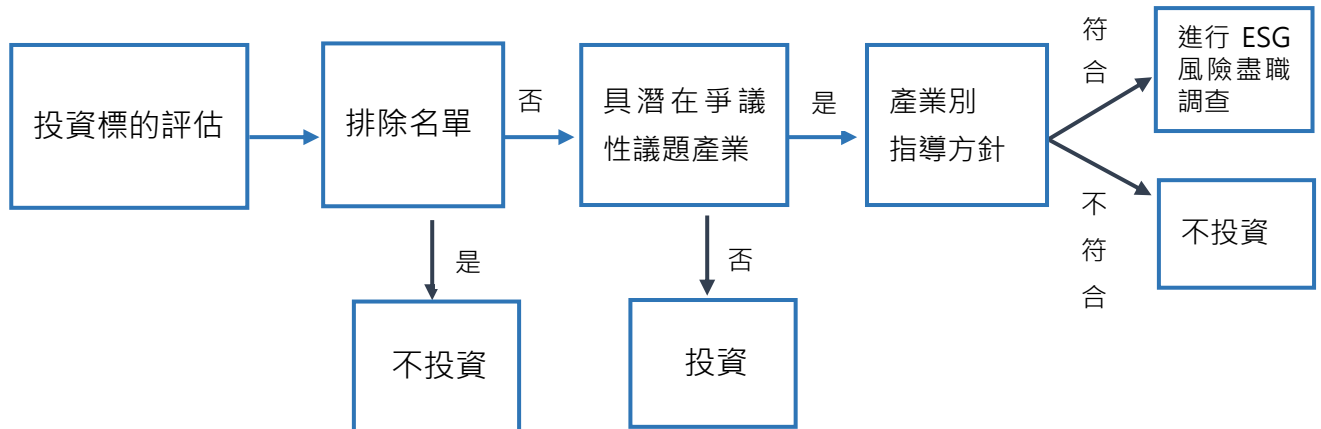 投資標的評估
排除名單
否
具潛在爭議
性議題產業
是
產業別
指導方針
符
合
進行 ESG
風險盡職
調查
不
符
合
不投資
是
不投資
否
投資